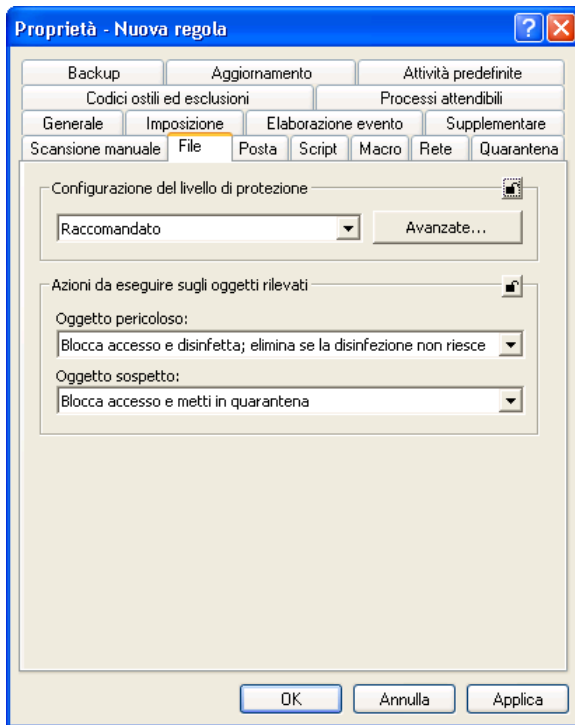 Proprietà - Nuova regola
Backup Aggiornamento Attività predefinite
Codici ostili ed esclusioni Processi attendibili
Generale Imposizione Elaborazione evento Supplementare
Scansione manuale File Posta Script Macro Rete Quarantena
Configurazione del livello di protezione
Raccomandato Avanzate...
Azioni da eseguire sugli oggetti rilevati
Oggetto pericoloso:
Blocca accesso e disinfetta; elimina se la disinfezione non riesce
Oggetto sospetto:
Blocca accesso e metti in quarantena
OK Annulla Applica